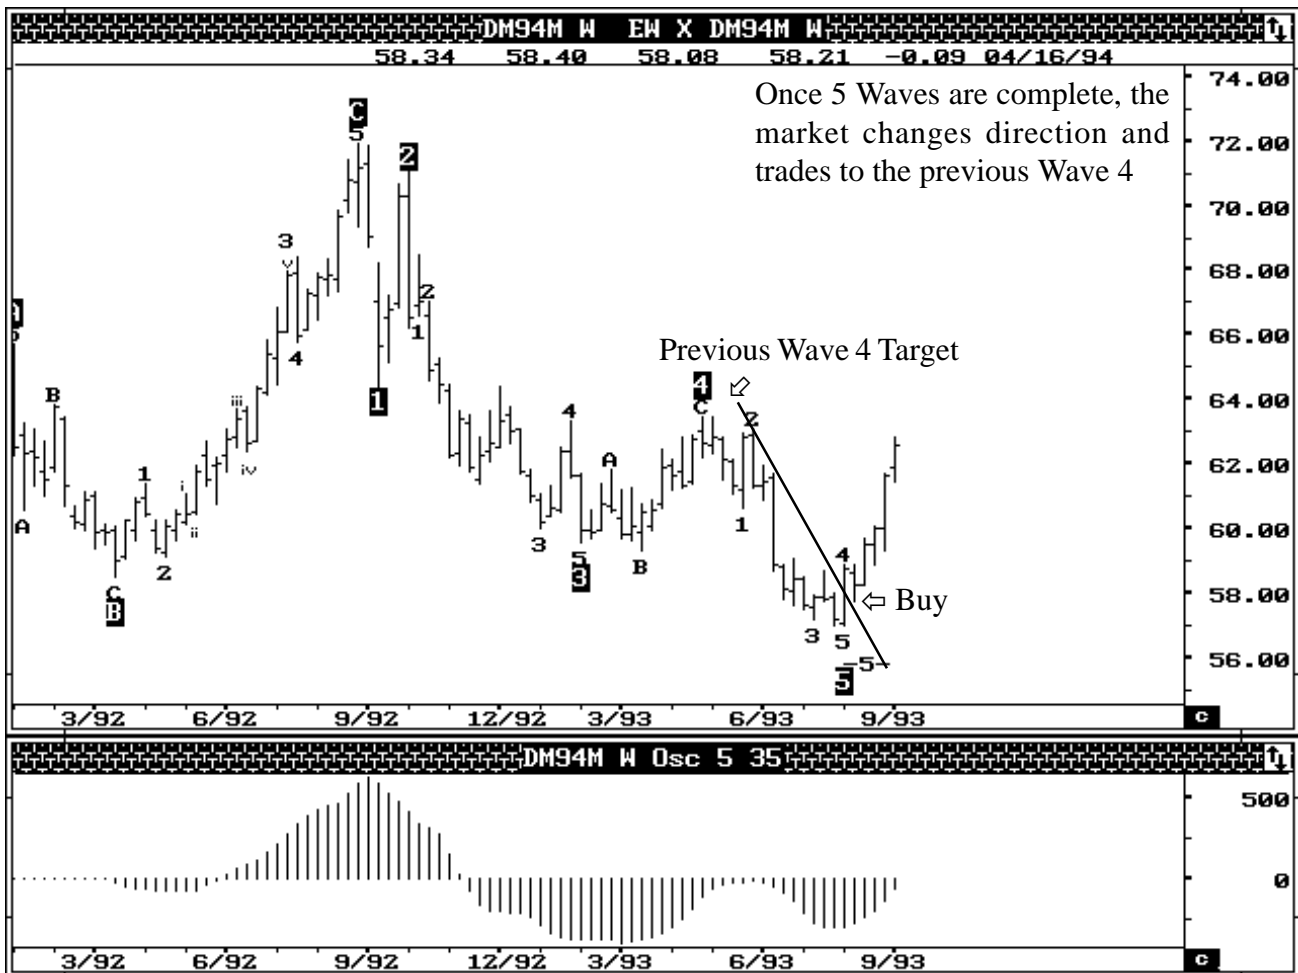 DM94M W EW X DM94M W
58.34 58.40 58.08 58.21 -0.09 04/16/94
Once 5 Waves are complete, the
market changes direction and
trades to the previous Wave 4
74.00
72.00
70.00
68.00
66.00
64.00
62.00
60.00
58.00
56.00
C
5
2
3
v
4
1
2
1
A
B
A
C
B
1
2
i
ii
iii
iv
3
4
5
3
A
B
Previous Wave 4 Target
4
C
2
1
3
4
5
Buy
-5-
5
3/92 6/92 9/92 12/92 3/93 6/93 9/93
C
DM94M W Osc 5 35
500
0
3/92 6/92 9/92 12/92 3/93 6/93 9/93
C